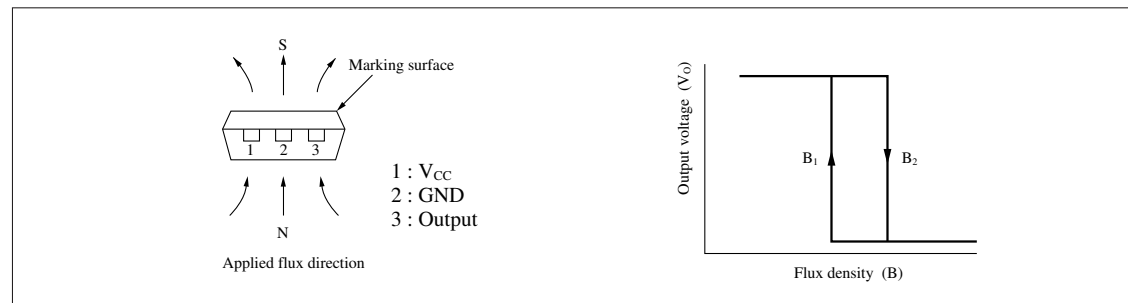 S
Marking surface
1 2 3
1 : VCC
2 : GND
3 : Output
N
Applied flux direction
Output voltage (VO)
B1
B2
Flux density (B)